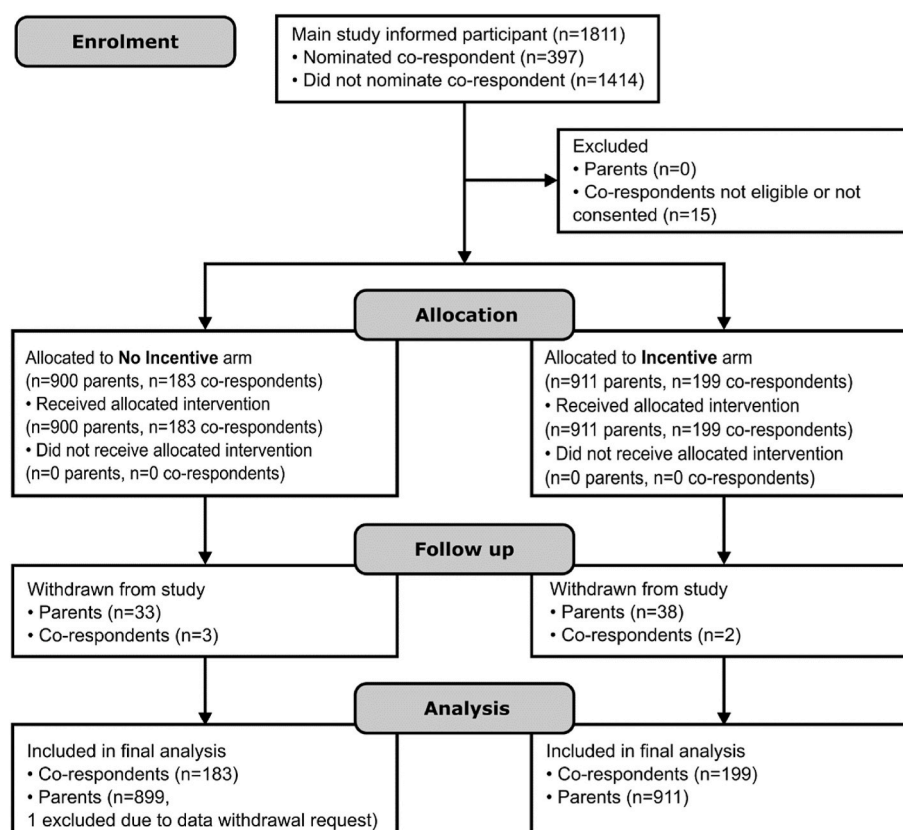 Enrolment
Main study informed participant (n=1811)
• Nominated co-respondent (n=397)
• Did not nominate co-respondent (n=1414)
Excluded
• Parents (n=0)
• Co-respondents not eligible or not
consented (n=15)
Allocation
Allocated to No Incentive arm
(n=900 parents, n=183 co-respondents)
• Received allocated intervention
(n=900 parents, n=183 co-respondents)
• Did not receive allocated intervention
(n=0 parents, n=0 co-respondents)
Allocated to Incentive arm
(n=911 parents, n=199 co-respondents)
• Received allocated intervention
(n=911 parents, n=199 co-respondents)
• Did not receive allocated intervention
(n=0 parents, n=0 co-respondents)
Follow up
Withdrawn from study
• Parents (n=33)
• Co-respondents (n=3)
Withdrawn from study
• Parents (n=38)
• Co-respondents (n=2)
Analysis
Included in final analysis
• Co-respondents (n=183)
• Parents (n=899,
1 excluded due to data withdrawal request)
Included in final analysis
• Co-respondents (n=199)
• Parents (n=911)